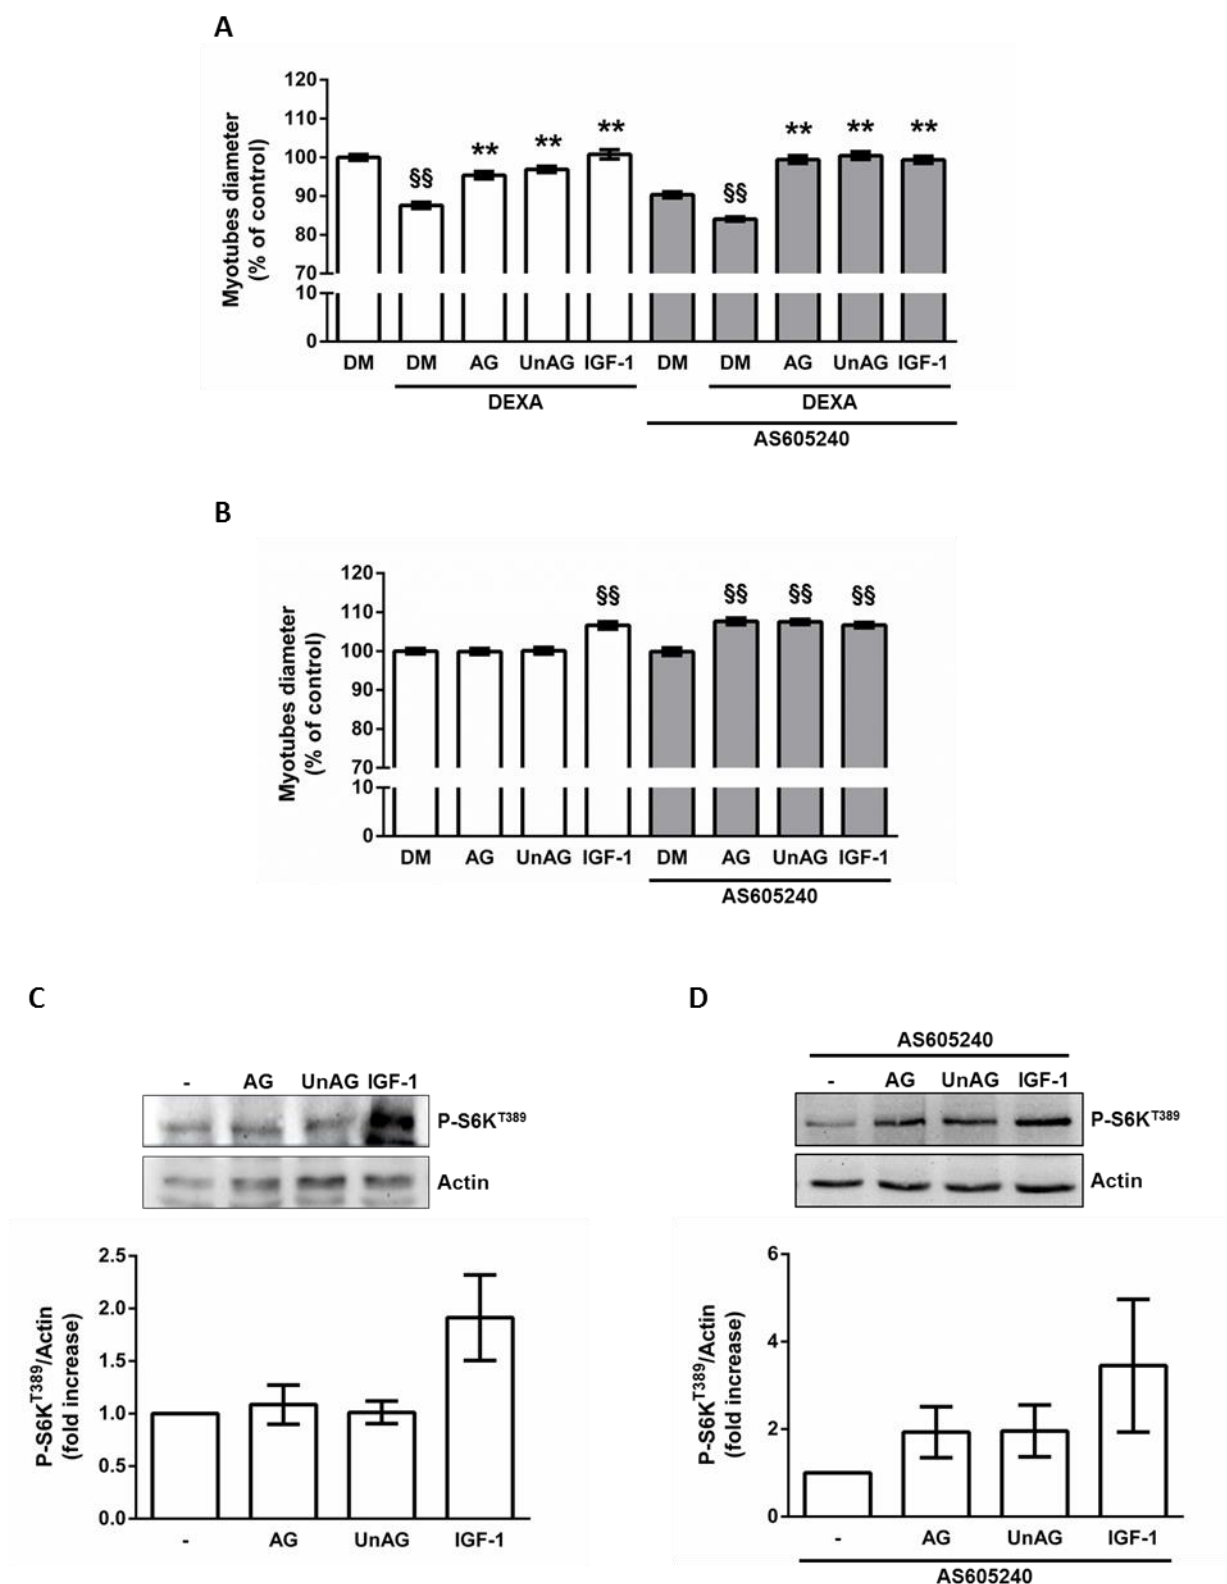 A
120
110
100
90
80
70
10
0
Myotubes diameter
(% of control)
§§
**
**
**
§§
**
**
**
DM DM AG UnAG IGF-1 DM DM AG UnAG IGF-1
DEXA DEXA
AS605240
B
120
110
100
90
80
70
10
0
Myotubes diameter
(% of control)
§§ §§ §§ §§
DM AG UnAG IGF-1 DM AG UnAG IGF-1
AS605240
C
- AG UnAG IGF-1
P-S6K^T389
Actin
2.5
2.0
1.5
1.0
0.5
0.0
P-S6K^T389/Actin
(fold increase)
- AG UnAG IGF-1
D
AS605240
- AG UnAG IGF-1
P-S6K^T389
Actin
6
4
2
0
P-S6K^T389/Actin
(fold increase)
- AG UnAG IGF-1
AS605240